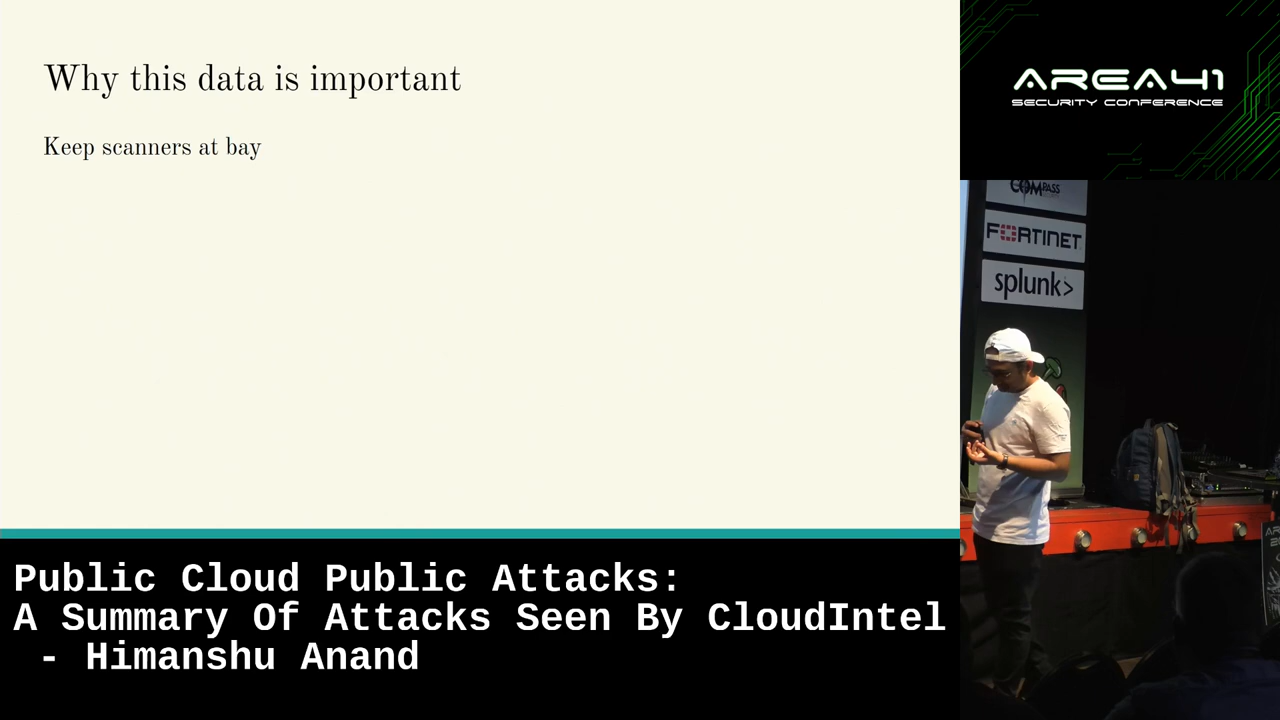 Why this data is important
Keep scanners at bay
AREA41
SECURITY CONFERENCE
COMPASS
FORTINET
splunk>
Public Cloud Public Attacks:
A Summary Of Attacks Seen By CloudIntel
- Himanshu Anand